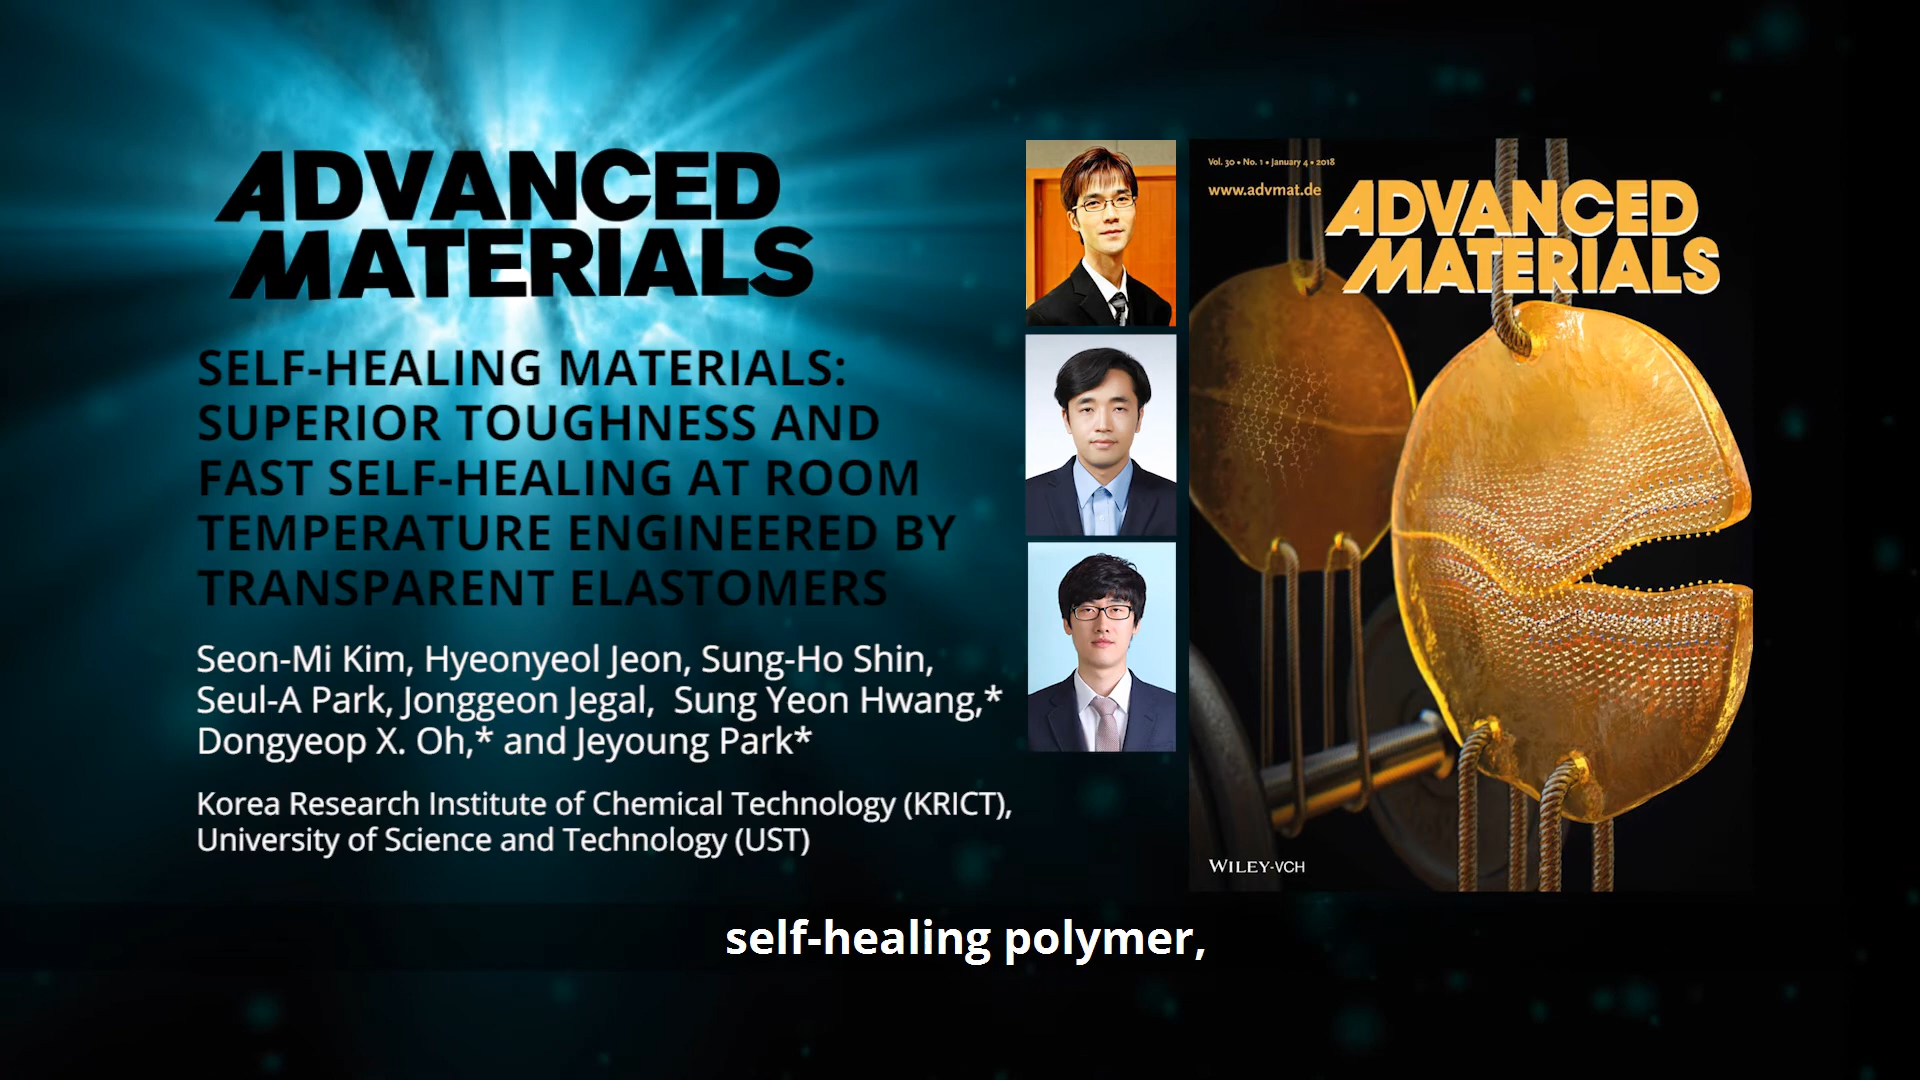 ADVANCED
MATERIALS
SELF-HEALING MATERIALS:
SUPERIOR TOUGHNESS AND
FAST SELF-HEALING AT ROOM
TEMPERATURE ENGINEERED BY
TRANSPARENT ELASTOMERS
Seon-Mi Kim, Hyeonyeol Jeon, Sung-Ho Shin,
Seul-A Park, Jonggeon Jegal,  Sung Yeon Hwang,*
Dongyeop X. Oh,* and Jeyoung Park*
Korea Research Institute of Chemical Technology (KRICT),
University of Science and Technology (UST)
Vol. 30 • No. 1 • January 4 • 2018
www.advmat.de
ADVANCED
MATERIALS
WILEY-VCH
self-healing polymer,